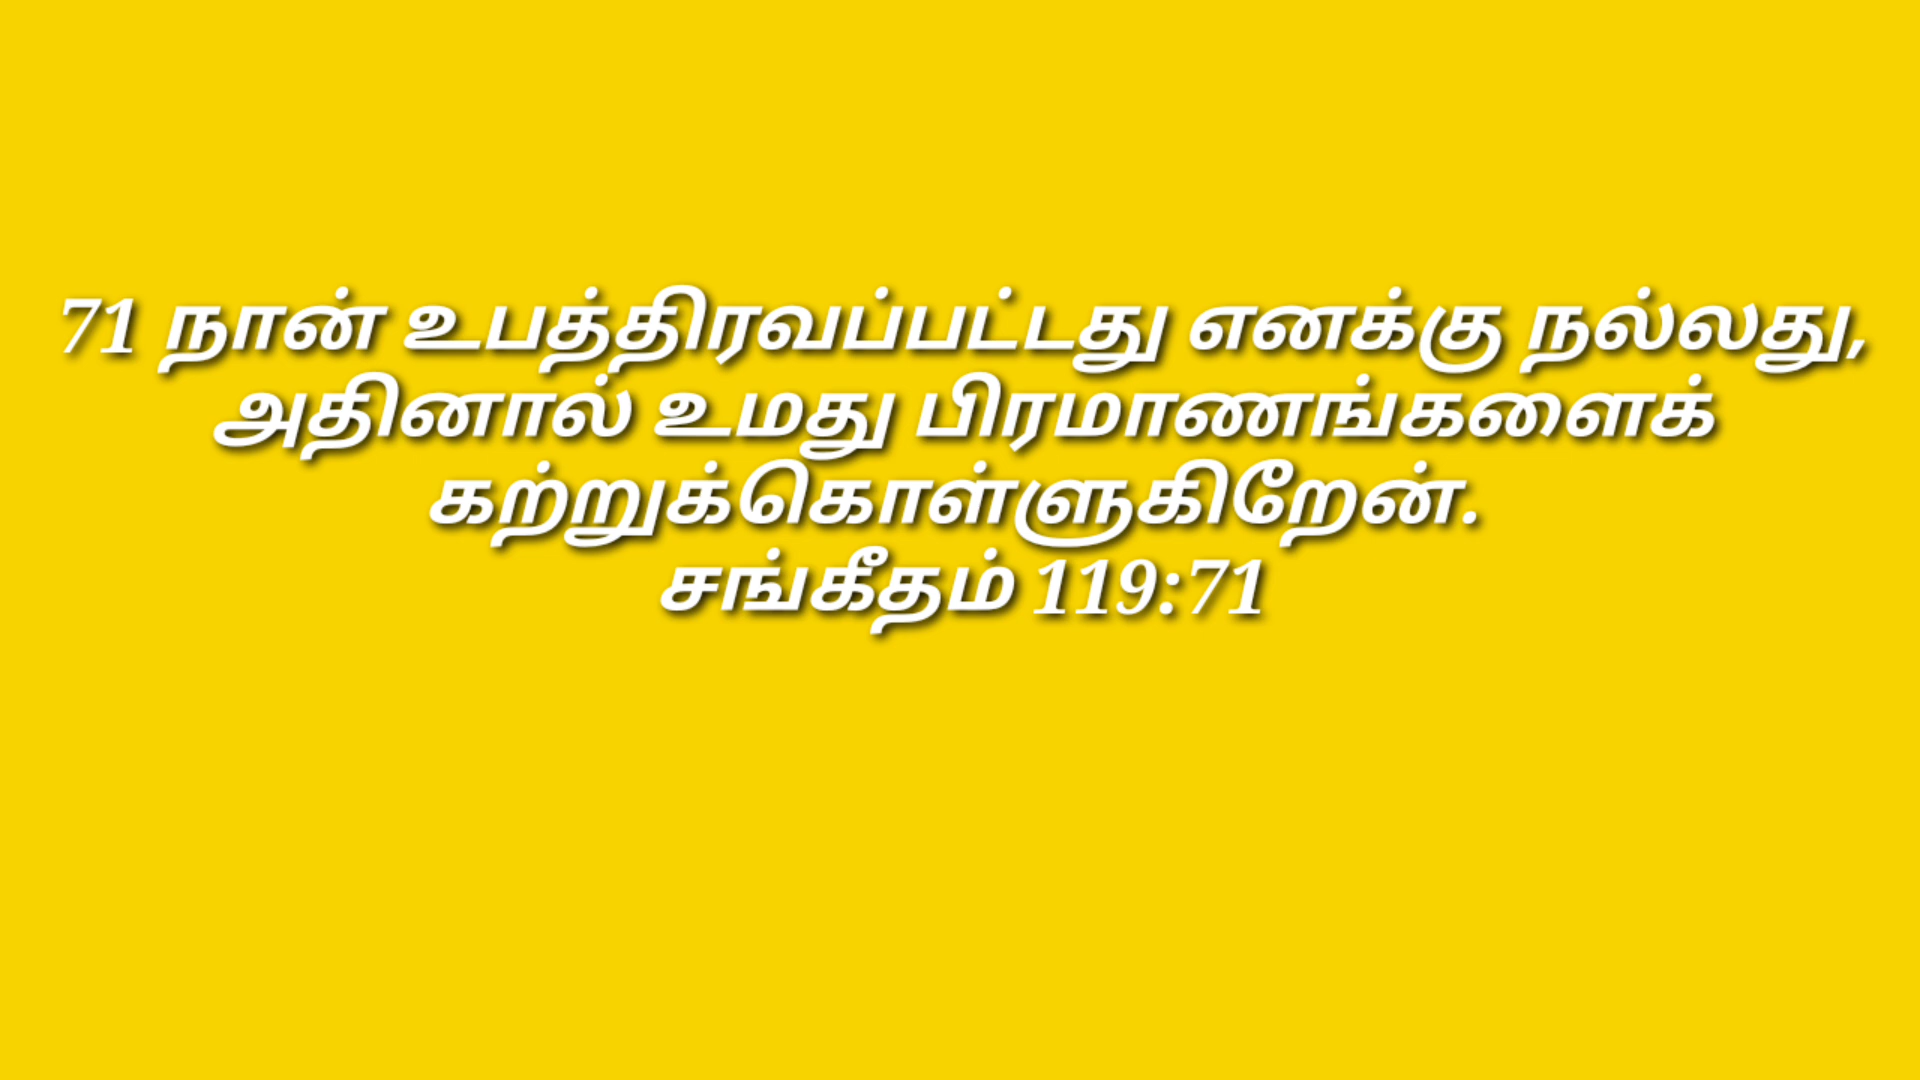 71 நான் உபத்திரவப்பட்டது எனக்கு நல்லது,
அதினால் உமது பிரமாணங்களைக்
கற்றுக்கொள்ளுகிறேன்.
சங்கீதம் 119:71